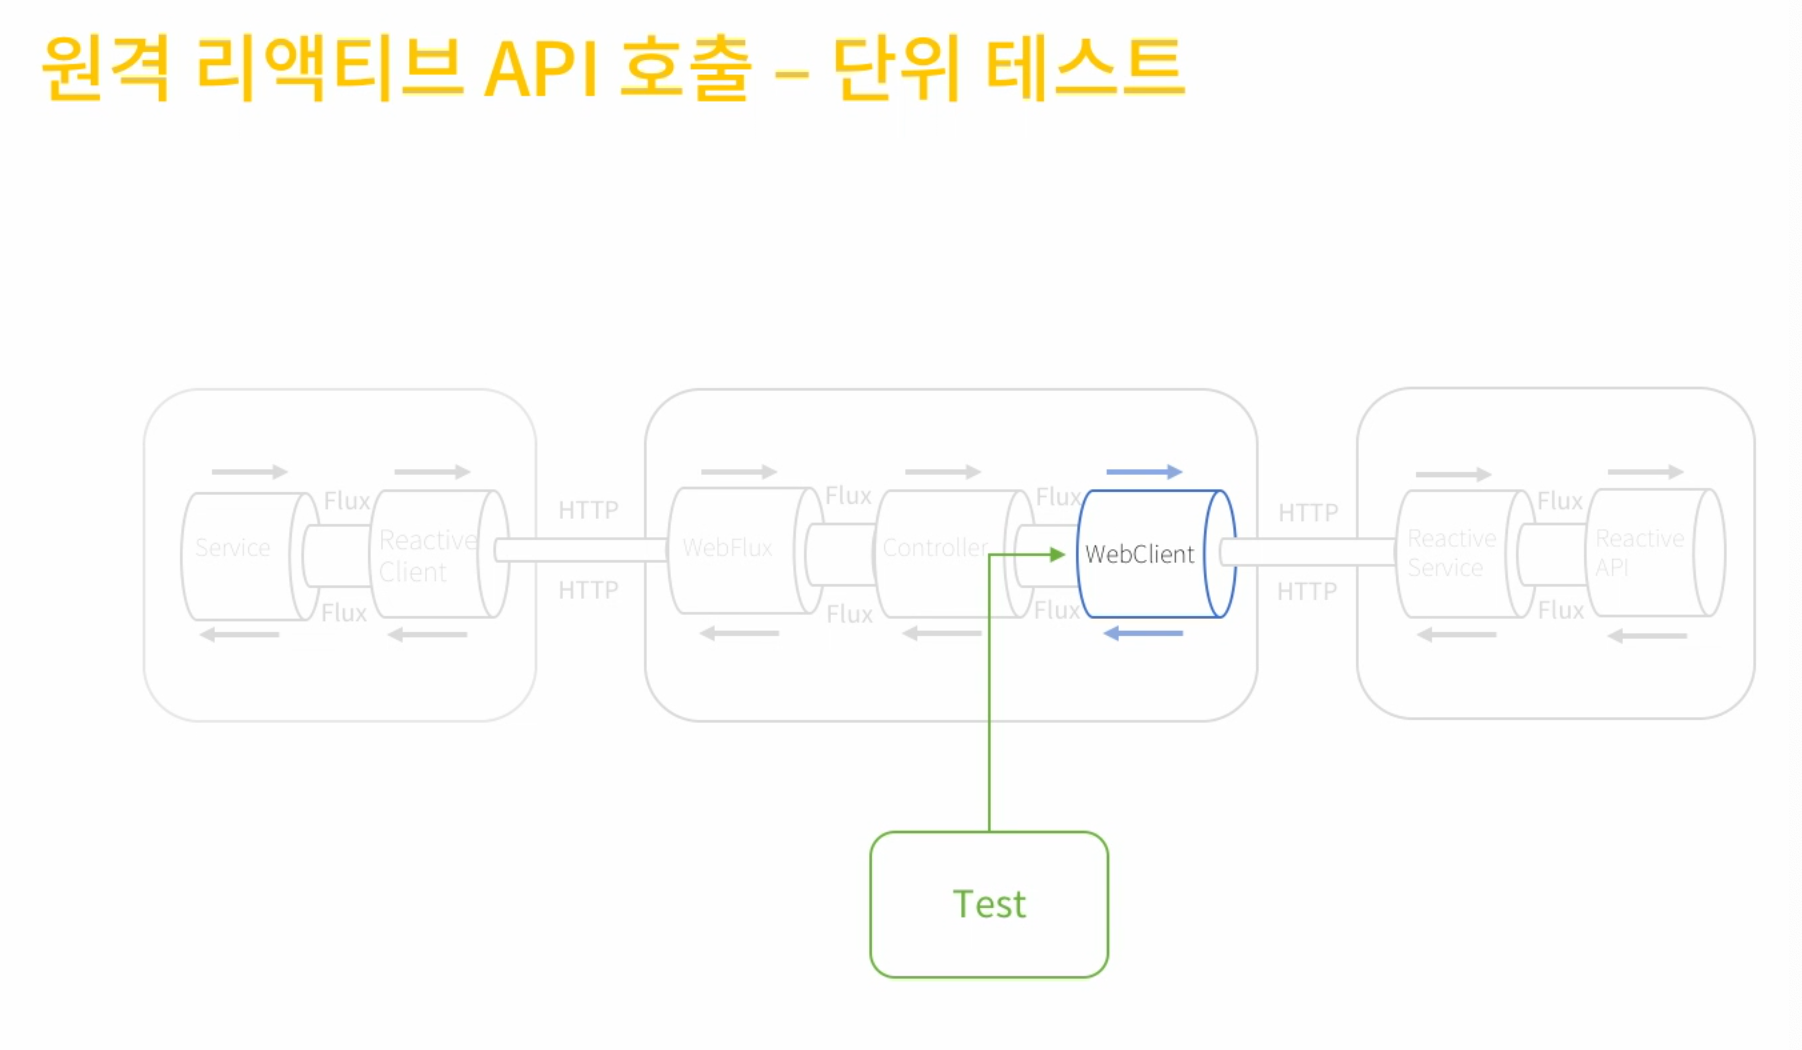 원격 리액티브 API 호출 – 단위 테스트
Service
Flux
Flux
Reactive
Client
HTTP
HTTP
WebFlux
Flux
Flux
Controller
Flux
Flux
WebClient
HTTP
HTTP
Reactive
Service
Flux
Flux
Reactive
API
Test